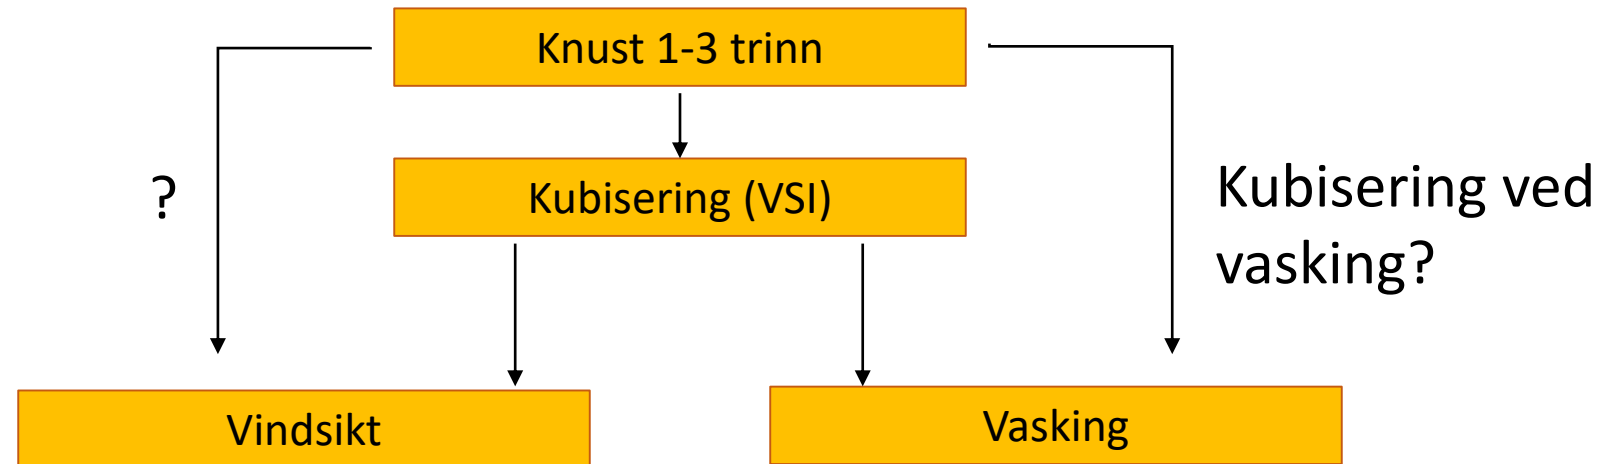 Knust 1-3 trinn
?
Kubisering (VSI)
Kubisering ved
vasking?
Vindsikt
Vasking